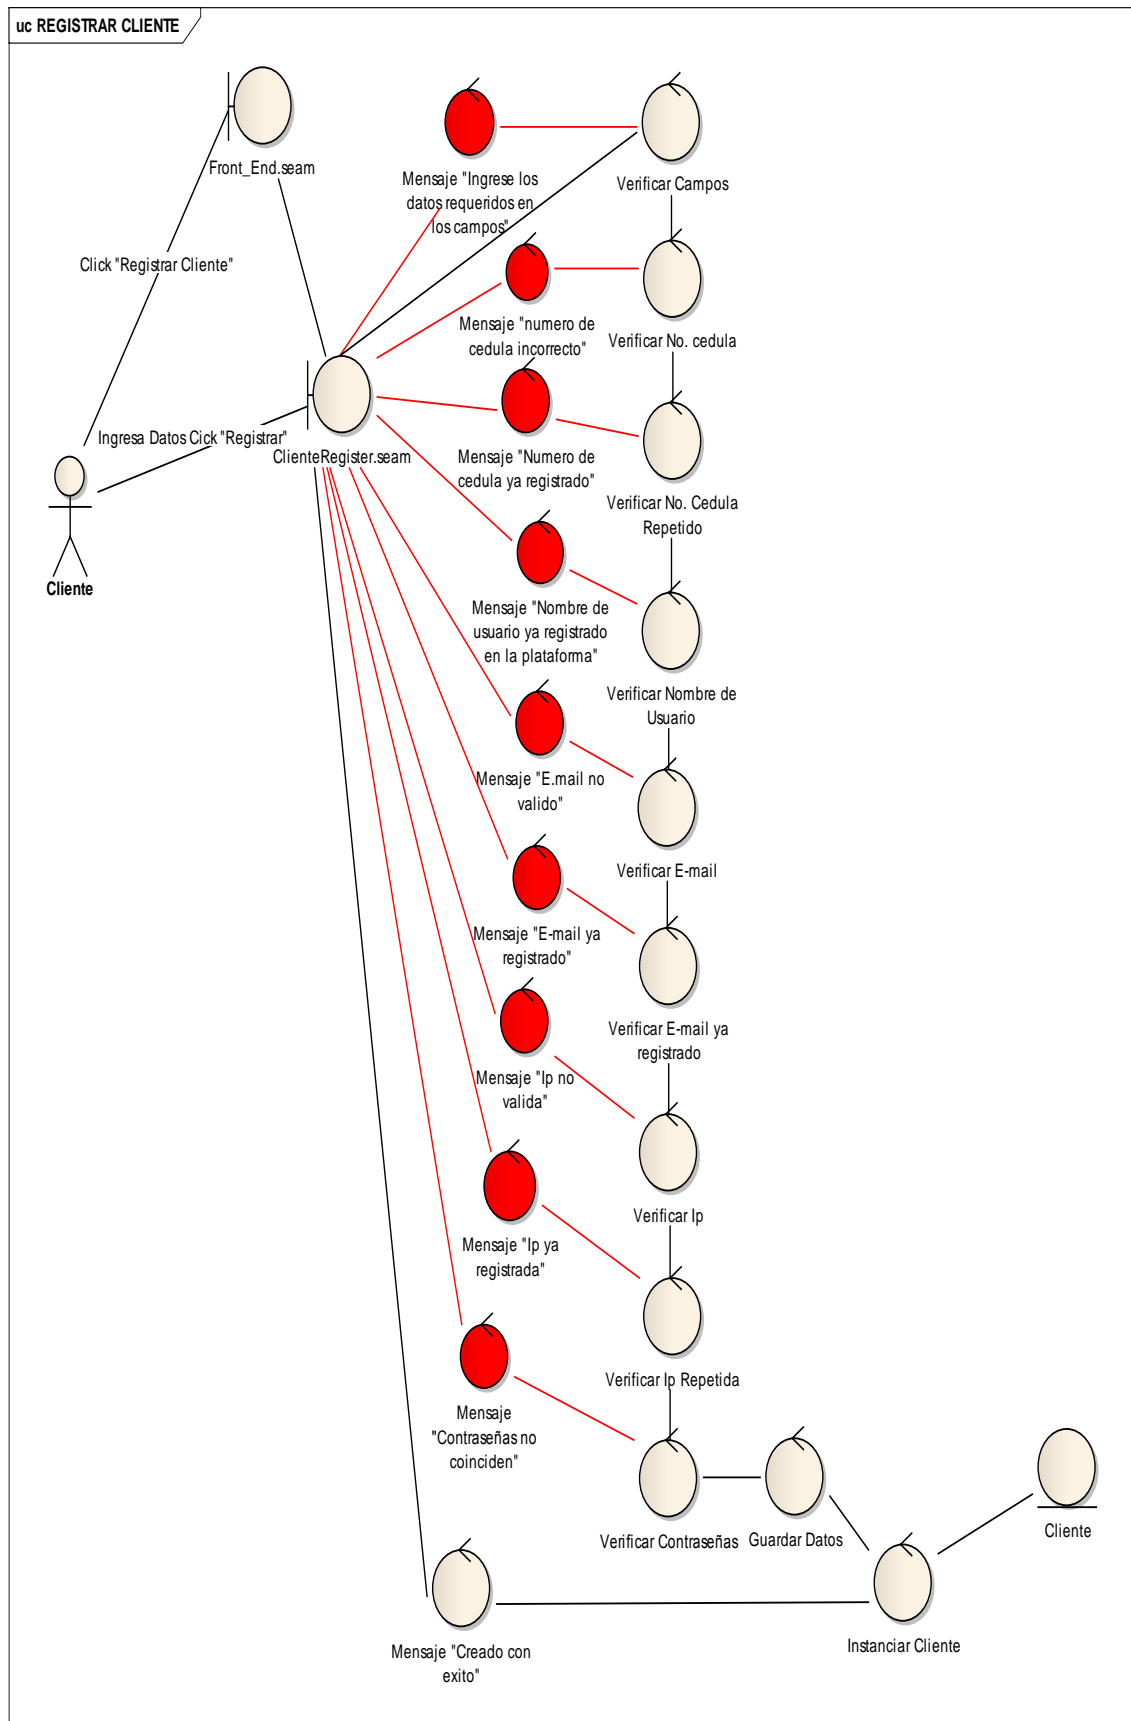 uc REGISTRAR CLIENTE
Front_End.seam
Mensaje "Ingrese los
datos requeridos en
los campos"
Verificar Campos
Click "Registrar Cliente"
Mensaje "numero de
cedula incorrecto"
Verificar No. cedula
Ingresa Datos Cick "Registrar"
ClienteRegister.seam
Mensaje "Numero de
cedula ya registrado"
Verificar No. Cedula
Repetido
Cliente
Mensaje "Nombre de
usuario ya registrado
en la plataforma"
Verificar Nombre de
Usuario
Mensaje "E.mail no
valido"
Verificar E-mail
Mensaje "E-mail ya
registrado"
Verificar E-mail ya
registrado
Mensaje "Ip no
valida"
Verificar Ip
Mensaje "Ip ya
registrada"
Verificar Ip Repetida
Mensaje
"Contraseñas no
coinciden"
Verificar Contraseñas
Guardar Datos
Cliente
Mensaje "Creado con
exito"
Instanciar Cliente